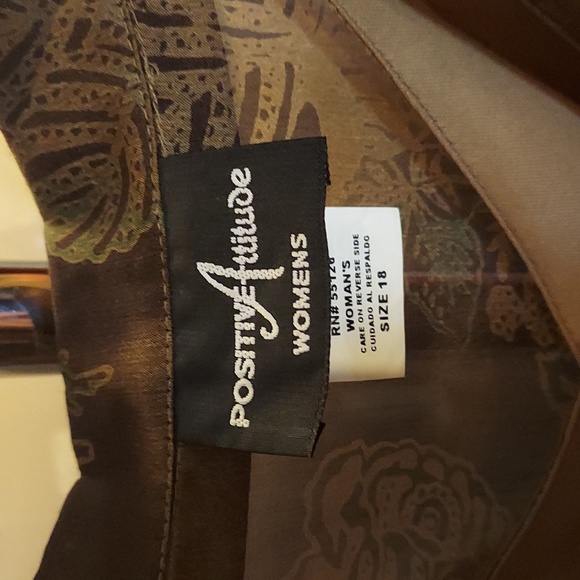 POSITIVE Attitude
WOMENS
RN# 55126
WOMAN'S
CARE ON REVERSE SIDE
CUIDADO AL RESPALDO
SIZE 18